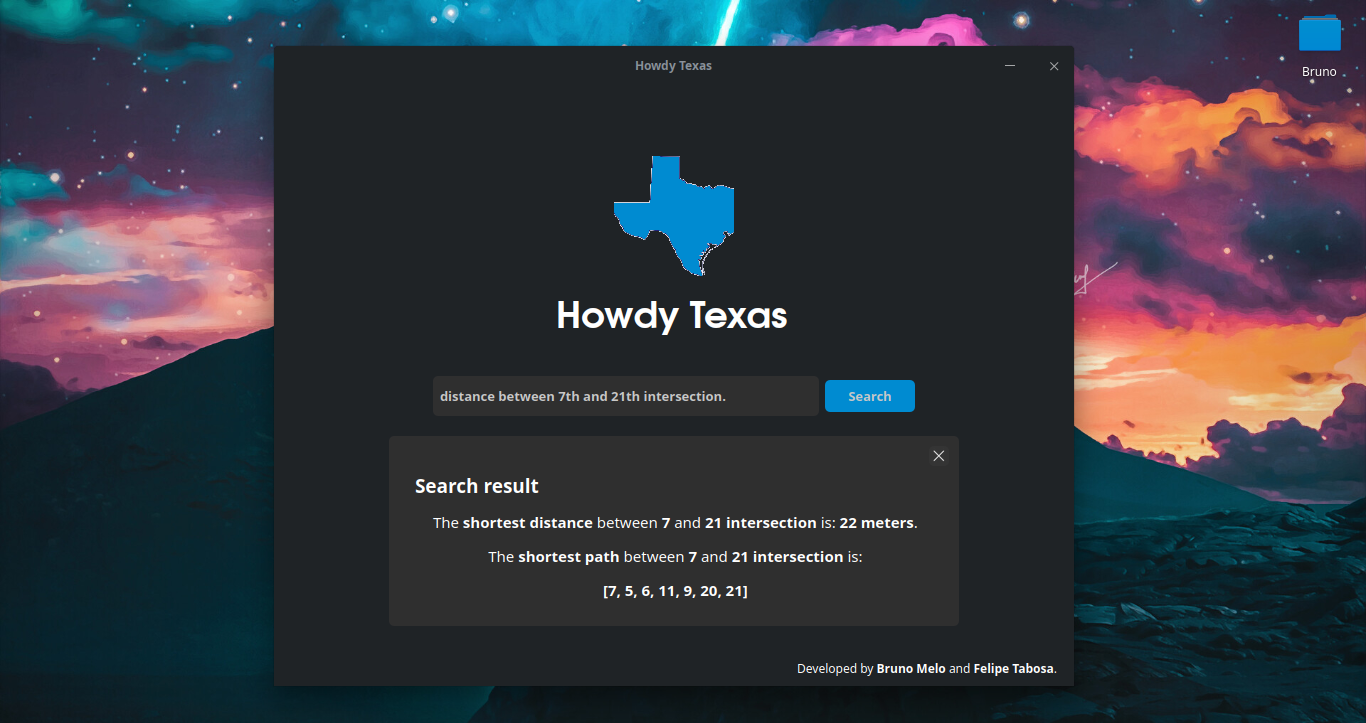 Bruno
Howdy Texas
Howdy Texas
distance between 7th and 21th intersection.
Search
Search result
The shortest distance between 7 and 21 intersection is: 22 meters.
The shortest path between 7 and 21 intersection is:
[7, 5, 6, 11, 9, 20, 21]
Developed by Bruno Melo and Felipe Tabosa.